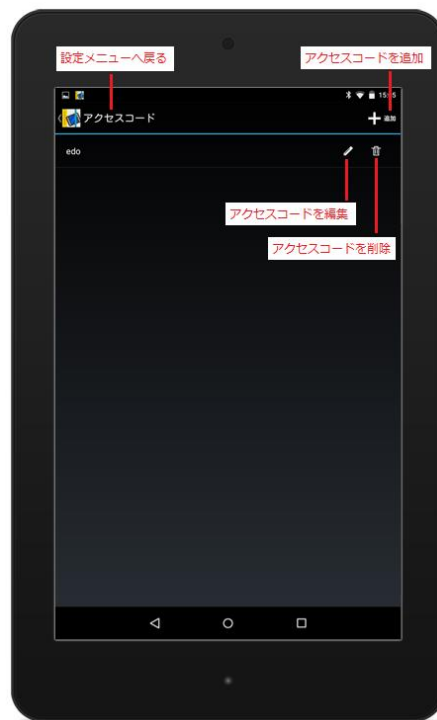 設定メニューへ戻る
アクセスコードを追加
アクセスコード
追加
edo
アクセスコードを編集
アクセスコードを削除